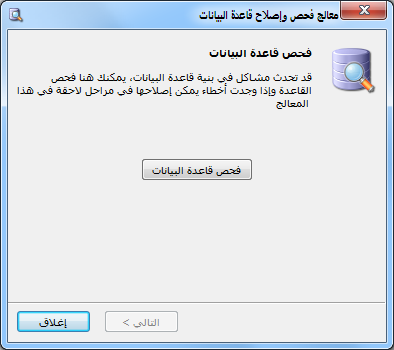 معالج فحص وإصلاح قاعدة البيانات
فحص قاعدة البيانات
قد تحدث مشاكل في بنية قاعدة البيانات، يمكنك هنا فحص
القاعدة وإذا وجدت أخطاء يمكن إصلاحها في مراحل لاحقة في هذا
المعالج
فحص قاعدة البيانات
التالي >
إغلاق